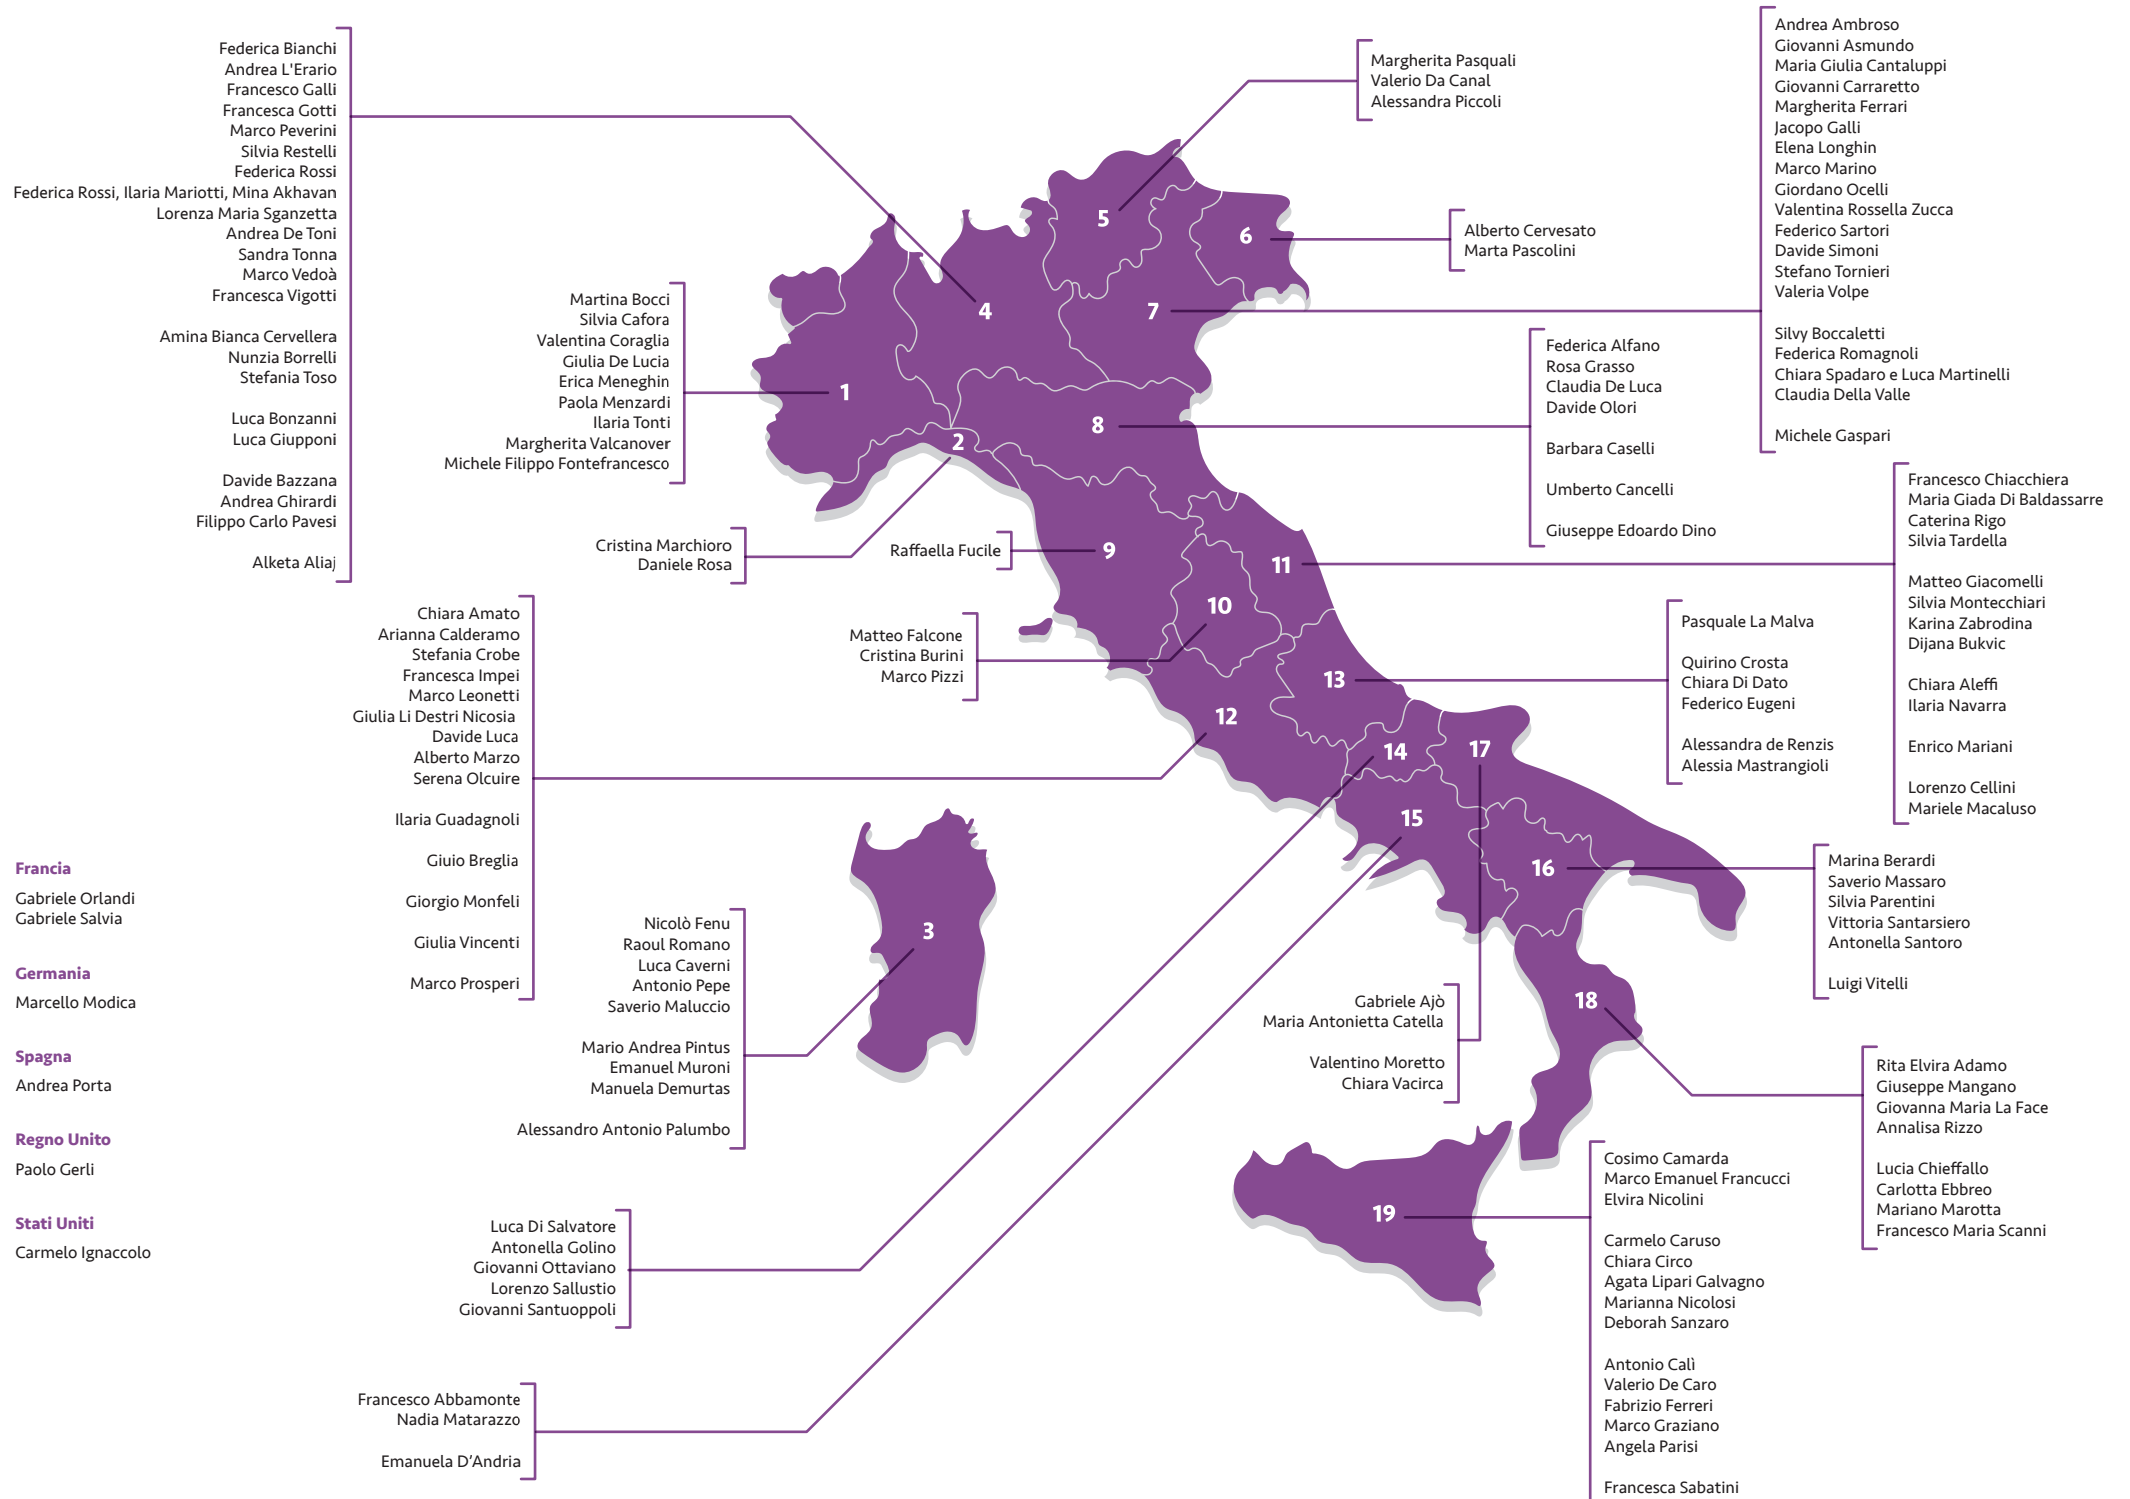 Federica Bianchi
Andrea L'Erario
Francesco Galli
Francesca Gotti
Marco Peverini
Silvia Restelli
Federica Rossi
Federica Rossi, Ilaria Mariotti, Mina Akhavan
Lorenza Maria Sganzetta
Andrea De Toni
Sandra Tonna
Marco Vedoà
Francesca Vigotti
Amina Bianca Cervellera
Nunzia Borrelli
Stefania Toso
Luca Bonzanni
Luca Giupponi
Davide Bazzana
Andrea Ghirardi
Filippo Carlo Pavesi
Alketa Aliaj
Margherita Pasquali
Valerio Da Canal
Alessandra Piccoli
Andrea Ambroso
Giovanni Asmundo
Maria Giulia Cantaluppi
Giovanni Carraretto
Margherita Ferrari
Jacopo Galli
Elena Longhin
Marco Marino
Giordano Ocelli
Valentina Rossella Zucca
Federico Sartori
Davide Simoni
Stefano Tornieri
Valeria Volpe
Silvy Boccaletti
Federica Romagnoli
Chiara Spadaro e Luca Martinelli
Claudia Della Valle
Michele Gaspari
Alberto Cervesato
Marta Pascolini
Martina Bocci
Silvia Cafora
Valentina Coraglia
Giulia De Lucia
Erica Meneghin
Paola Menzardi
Ilaria Tonti
Margherita Valcanover
Michele Filippo Fontefrancesco
Federica Alfano
Rosa Grasso
Claudia De Luca
Davide Olori
Barbara Caselli
Umberto Cancelli
Giuseppe Edoardo Dino
Francesco Chiacchiera
Maria Giada Di Baldassarre
Caterina Rigo
Silvia Tardella
Matteo Giacomelli
Silvia Montecchiari
Karina Zabrodina
Dijana Bukvic
Chiara Aleffi
Ilaria Navarra
Enrico Mariani
Lorenzo Cellini
Mariele Macaluso
Cristina Marchioro
Daniele Rosa
Raffaella Fucile
Chiara Amato
Arianna Calderamo
Stefania Crobe
Francesca Impei
Marco Leonetti
Giulia Li Destri Nicosia
Davide Luca
Alberto Marzo
Serena Olcuire
Ilaria Guadagnoli
Giuio Breglia
Giorgio Monfeli
Giulia Vincenti
Marco Prosperi
Matteo Falcone
Cristina Burini
Marco Pizzi
Pasquale La Malva
Quirino Crosta
Chiara Di Dato
Federico Eugeni
Alessandra de Renzis
Alessia Mastrangioli
5
6
4
7
1
8
2
9
11
10
13
12
14
17
15
16
3
18
19
Francia
Gabriele Orlandi
Gabriele Salvia
Germania
Marcello Modica
Spagna
Andrea Porta
Regno Unito
Paolo Gerli
Stati Uniti
Carmelo Ignaccolo
Nicolò Fenu
Raoul Romano
Luca Caverni
Antonio Pepe
Saverio Maluccio
Mario Andrea Pintus
Emanuel Muroni
Manuela Demurtas
Alessandro Antonio Palumbo
Marina Berardi
Saverio Massaro
Silvia Parentini
Vittoria Santarsiero
Antonella Santoro
Luigi Vitelli
Gabriele Ajò
Maria Antonietta Catella
Valentino Moretto
Chiara Vacirca
Rita Elvira Adamo
Giuseppe Mangano
Giovanna Maria La Face
Annalisa Rizzo
Lucia Chieffallo
Carlotta Ebbreo
Mariano Marotta
Francesco Maria Scanni
Luca Di Salvatore
Antonella Golino
Giovanni Ottaviano
Lorenzo Sallustio
Giovanni Santuoppoli
Cosimo Camarda
Marco Emanuel Francucci
Elvira Nicolini
Carmelo Caruso
Chiara Circo
Agata Lipari Galvagno
Marianna Nicolosi
Deborah Sanzaro
Antonio Calì
Valerio De Caro
Fabrizio Ferreri
Marco Graziano
Angela Parisi
Francesca Sabatini
Francesco Abbamonte
Nadia Matarazzo
Emanuela D’Andria